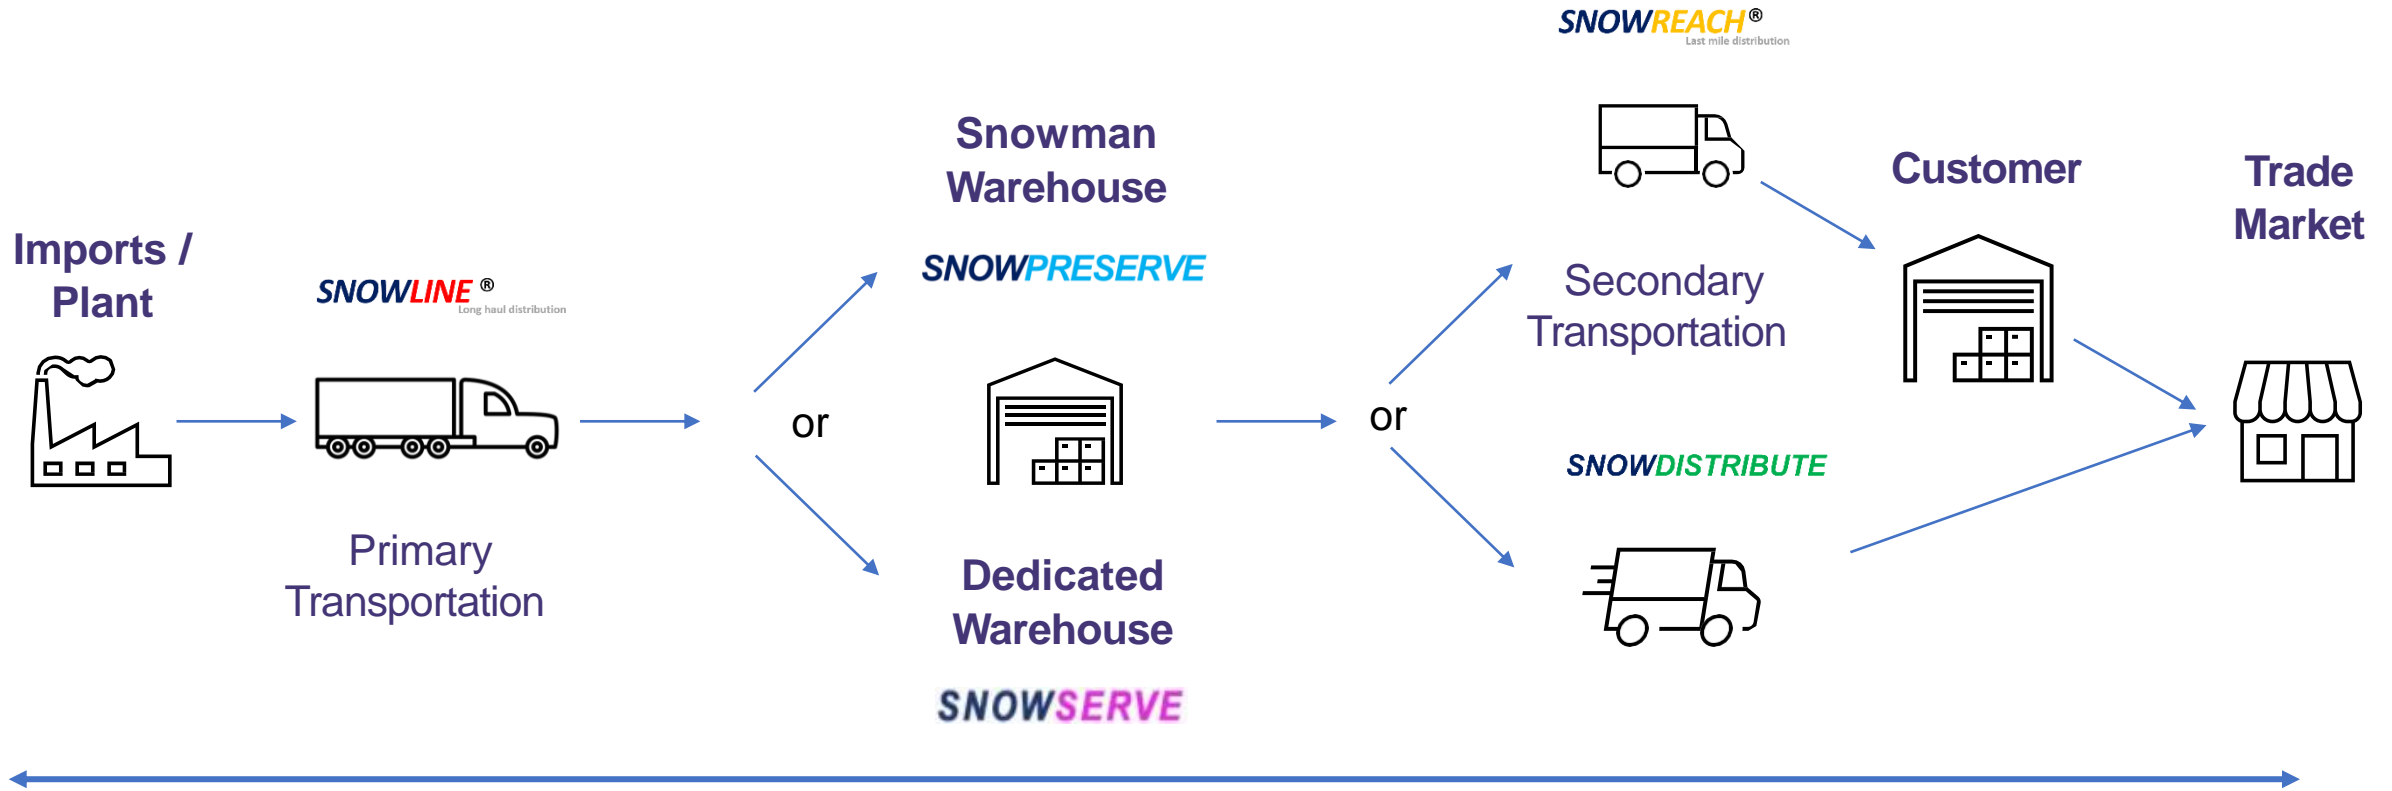 Imports /
Plant
SNOWLINE ®
Long haul distribution
Primary
Transportation
or
Snowman
Warehouse
SNOWPRESERVE
Dedicated
Warehouse
SNOWSERVE
or
SNOWREACH ®
Last mile distribution
Secondary
Transportation
SNOWDISTRIBUTE
Customer
Trade
Market